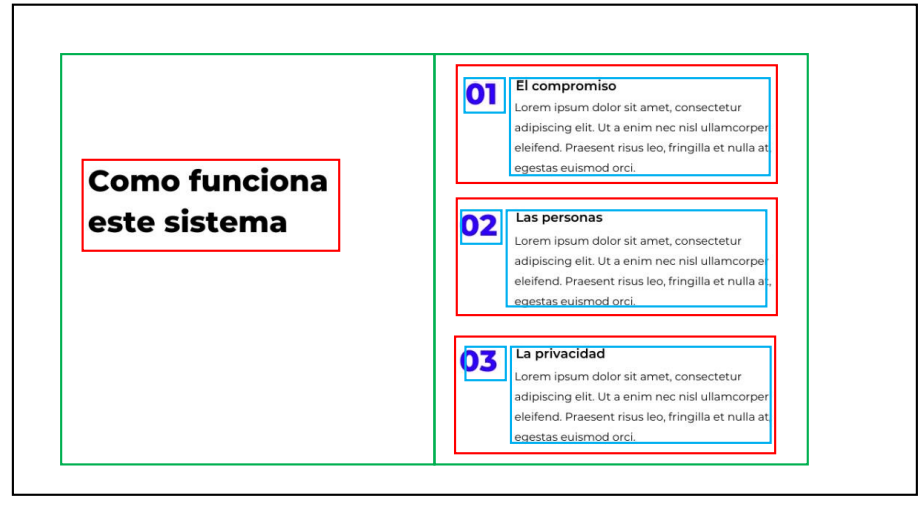 Como funciona
este sistema
01
El compromiso
Lorem ipsum dolor sit amet, consectetur
adipiscing elit. Ut a enim nec nisl ullamcorper
eleifend. Praesent risus leo, fringilla et nulla at,
egestas euismod orci.
02
Las personas
Lorem ipsum dolor sit amet, consectetur
adipiscing elit. Ut a enim nec nisl ullamcorper
eleifend. Praesent risus leo, fringilla et nulla at,
egestas euismod orci.
03
La privacidad
Lorem ipsum dolor sit amet, consectetur
adipiscing elit. Ut a enim nec nisl ullamcorper
eleifend. Praesent risus leo, fringilla et nulla at,
egestas euismod orci.